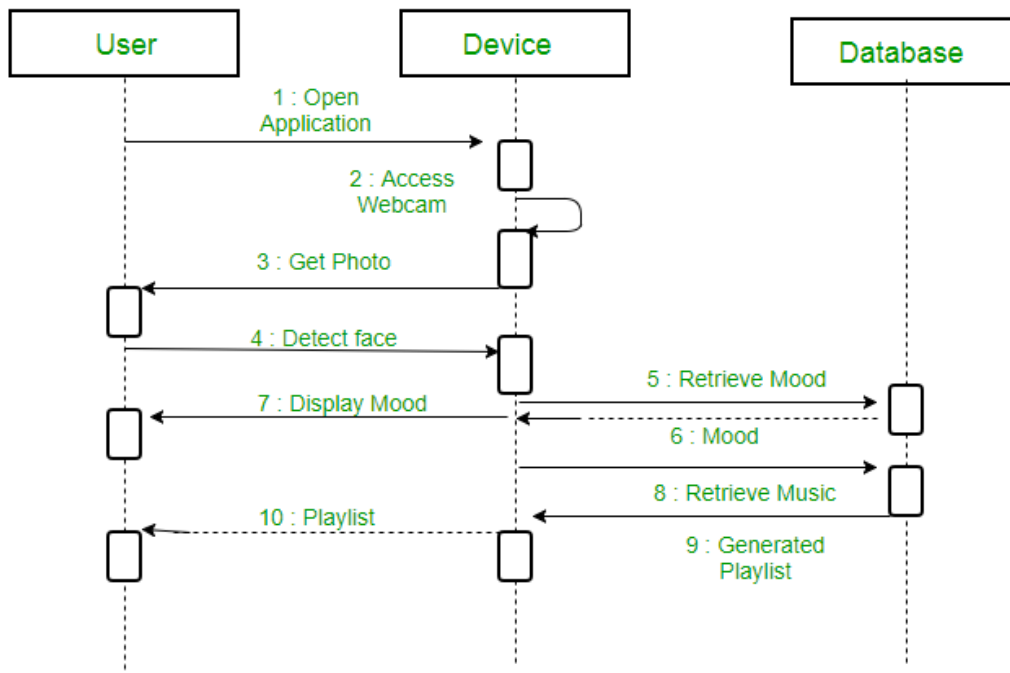 User
Device
Database
1 : Open
Application
2 : Access
Webcam
3 : Get Photo
4 : Detect face
5 : Retrieve Mood
7 : Display Mood
6 : Mood
8 : Retrieve Music
10 : Playlist
9 : Generated
Playlist